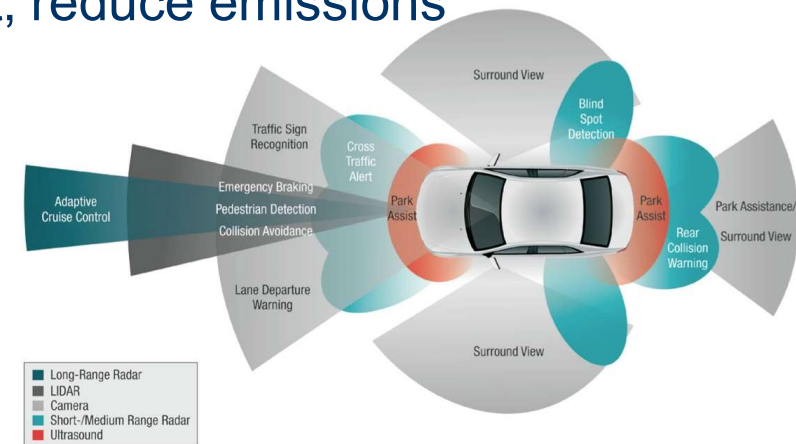 reduce emissions
Surround View
Blind
Spot
Detection
Traffic Sign
Recognition
Cross
Traffic
Alert
Emergency Braking
Adaptive
Cruise Control
Pedestrian Detection
Collision Avoidance
Park
Assist
Park
Assist
Park Assistance/
Surround View
Rear
Collision
Warning
Lane Departure
Warning
Surround View
Long-Range Radar
LIDAR
Camera
Short-/Medium Range Radar
Ultrasound